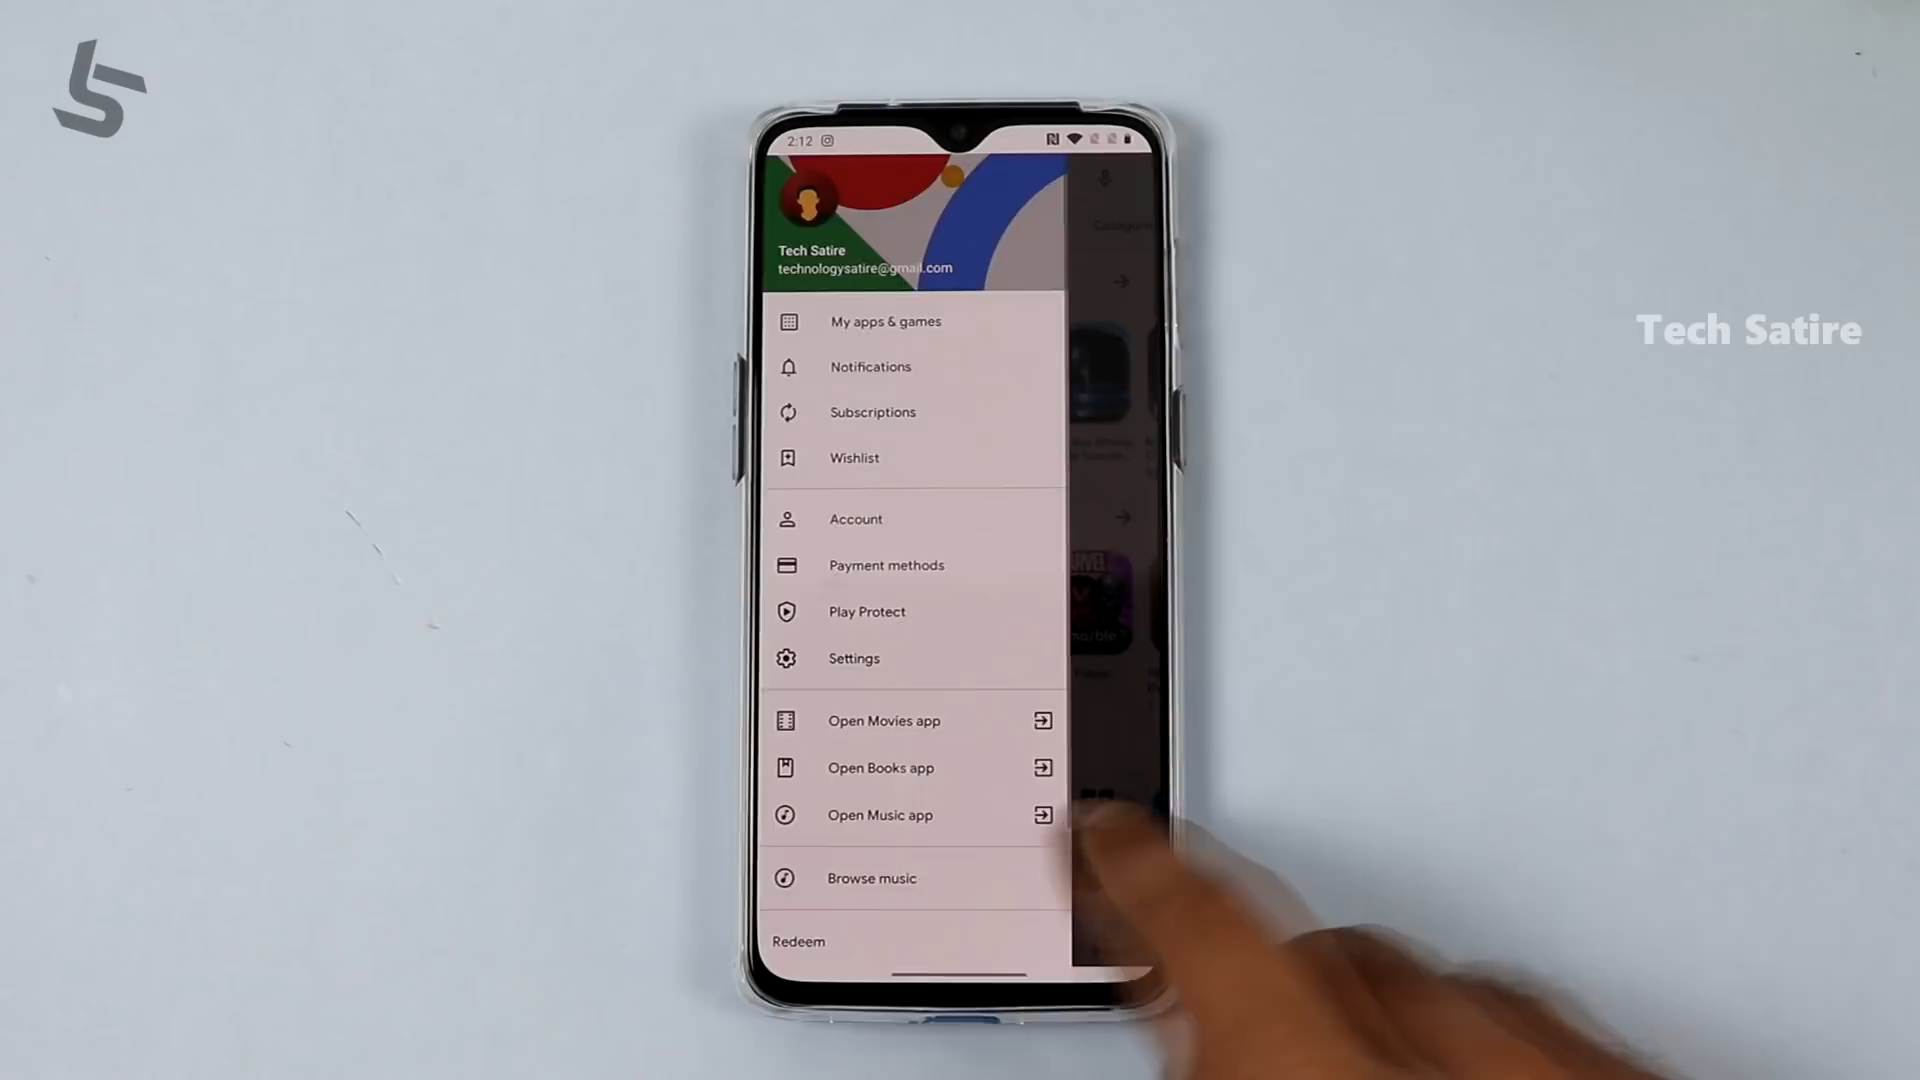 2:12
Tech Satire
technologysatire@gmail.com
My apps & games
Notifications
Subscriptions
Wishlist
Account
Payment methods
Play Protect
Settings
Open Movies app
Open Books app
Open Music app
Browse music
Redeem
Tech Satire